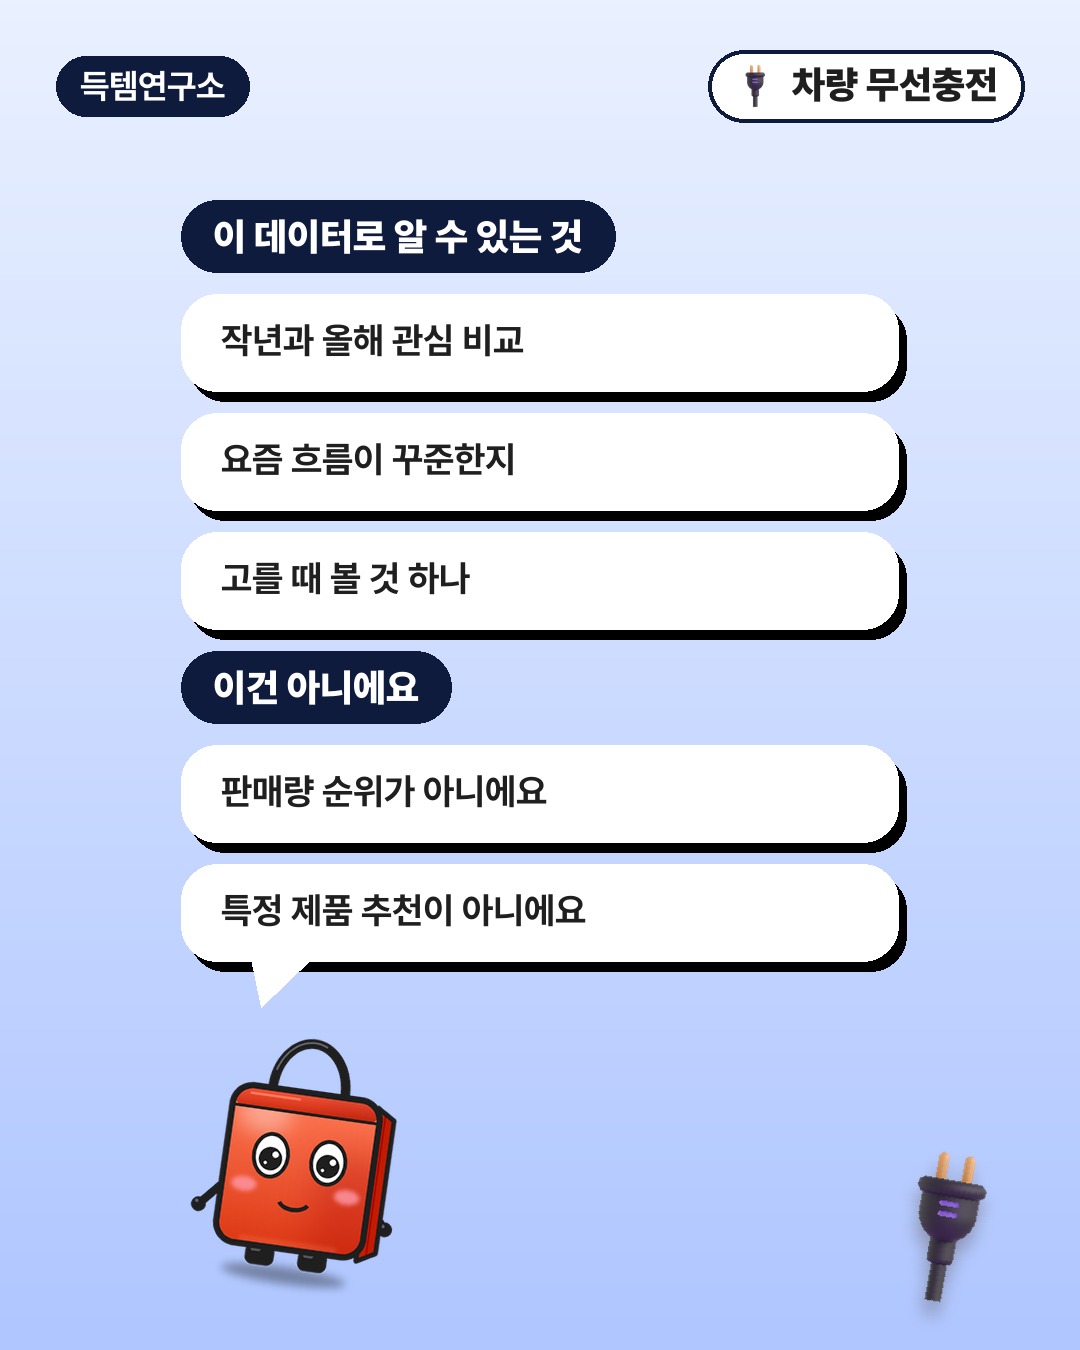 득템연구소
차량 무선충전
이 데이터로 알 수 있는 것
작년과 올해 관심 비교
요즘 흐름이 꾸준한지
고를 때 볼 것 하나
이건 아니에요
판매량 순위가 아니에요
특정 제품 추천이 아니에요